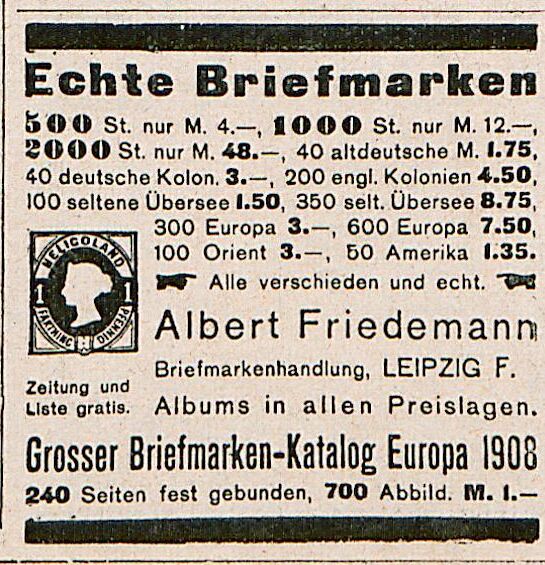 Echte Briefmarken
500 St. nur M. 4.—, 1000 St. nur M. 12.—,
2000 St. nur M. 48.—, 40 altdeutsche M. 1.75,
40 deutsche Kolon. 3.—, 200 engl. Kolonien 4.50,
100 seltene Übersee 1.50, 350 selt. Übersee 8.75,
300 Europa 3.—, 600 Europa 7.50,
100 Orient 3.—, 50 Amerika 1.35.
HELIGOLAND
1 1
FARTHING PFENNIG
H
Alle verschieden und echt.
Albert Friedemann
Briefmarkenhandlung, LEIPZIG F.
Zeitung und
Liste gratis.
Albums in allen Preislagen.
Grosser Briefmarken-Katalog Europa 1908
240 Seiten fest gebunden, 700 Abbild. M. 1.—